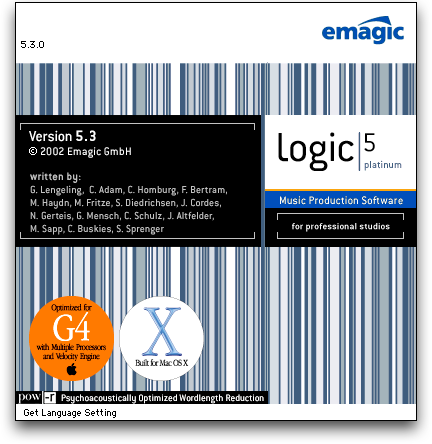 emagic
5.3.0
Version 5.3
© 2002 Emagic GmbH
written by:
G. Lengeling, C. Adam, C. Homburg, F. Bertram,
M. Haydn, M. Fritze, S. Diedrichsen, J. Cordes,
N. Gerteis, G. Mensch, C. Schulz, J. Altfelder,
M. Sapp, C. Buskies, S. Sprenger
logic 5
platinum
Music Production Software
for professional studios
Optimized for
G4
with Multiple Processors
and Velocity Engine
X
Built for Mac OS X
pow -r Psychoacoustically Optimized Wordlength Reduction
Get Language Setting